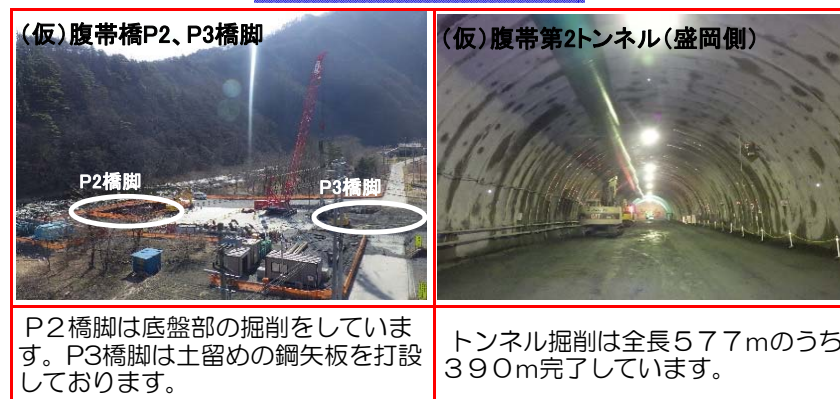 (仮)腹帯橋P2、P3橋脚
P2橋脚
P3橋脚
(仮)腹帯第2トンネル(盛岡側)
P2橋脚は底盤部の掘削をしていま
す。P3橋脚は土留めの鋼矢板を打設
しております。
トンネル掘削は全長577mのうち
390m完了しています。